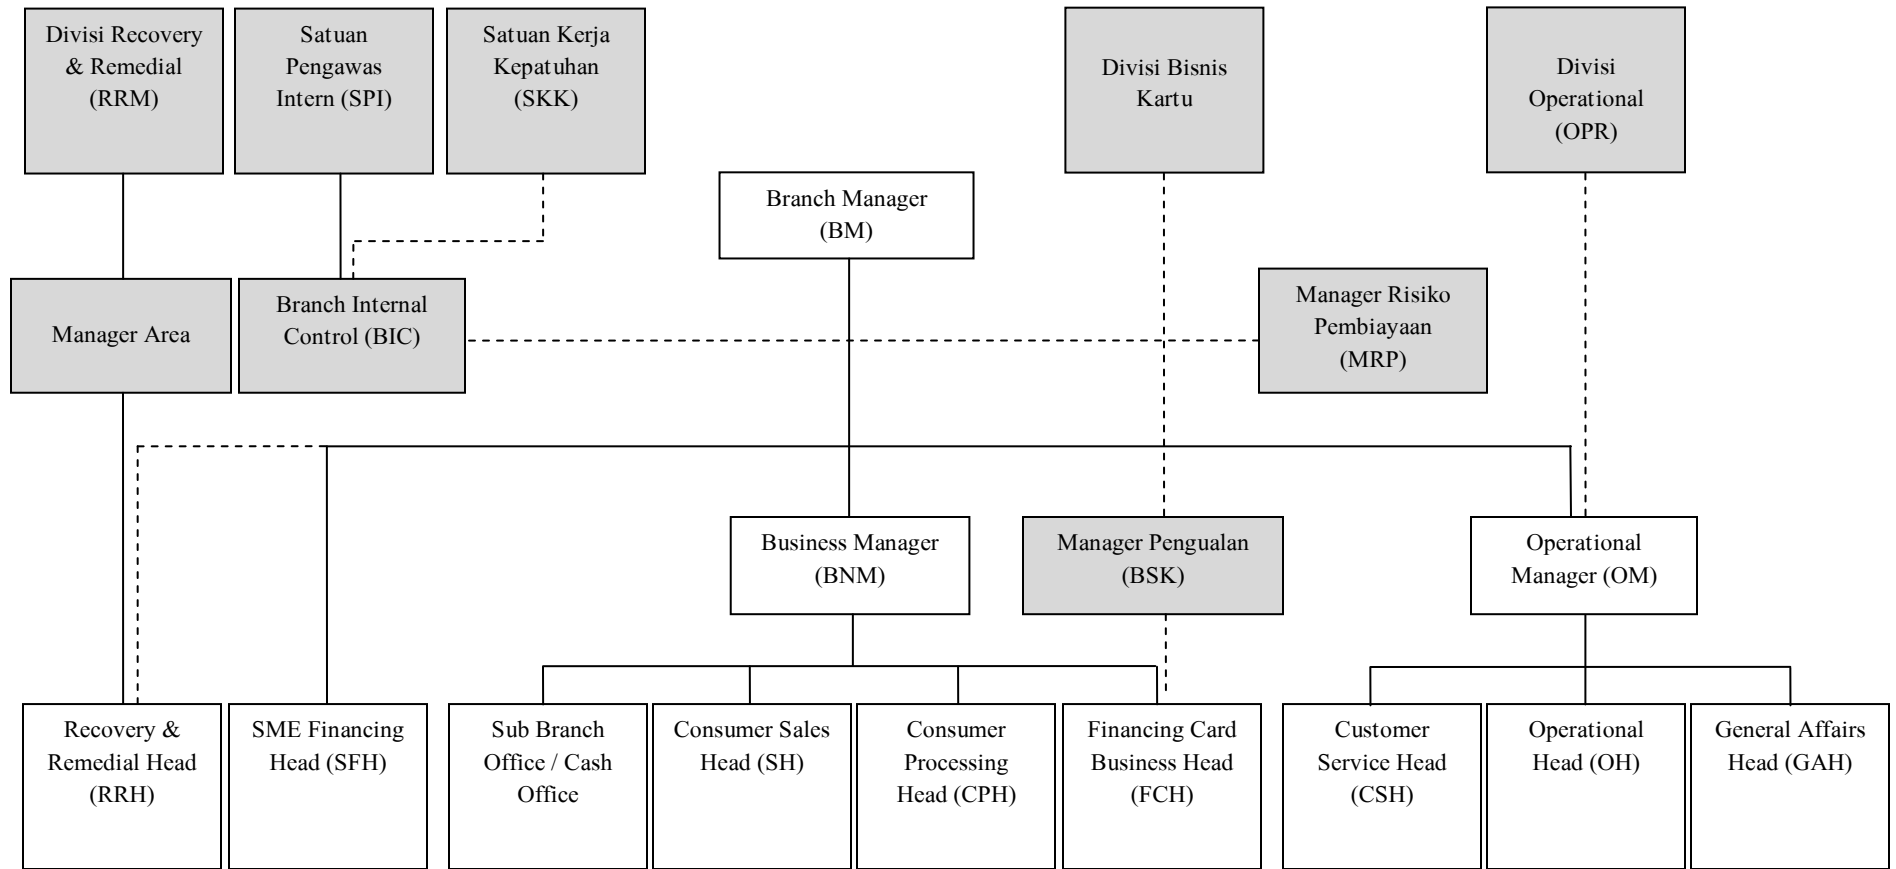 Divisi Recovery
& Remedial
(RRM)
Satuan
Pengawas
Intern (SPI)
Satuan Kerja
Kepatuhan
(SKK)
Divisi Bisnis
Kartu
Divisi
Operational
(OPR)
Branch Manager
(BM)
Manager Area
Branch Internal
Control (BIC)
Manager Risiko
Pembiayaan
(MRP)
Business Manager
(BNM)
Manager Pengualan
(BSK)
Operational
Manager (OM)
Recovery &
Remedial Head
(RRH)
SME Financing
Head (SFH)
Sub Branch
Office / Cash
Office
Consumer Sales
Head (SH)
Consumer
Processing
Head (CPH)
Financing Card
Business Head
(FCH)
Customer
Service Head
(CSH)
Operational
Head (OH)
General Affairs
Head (GAH)